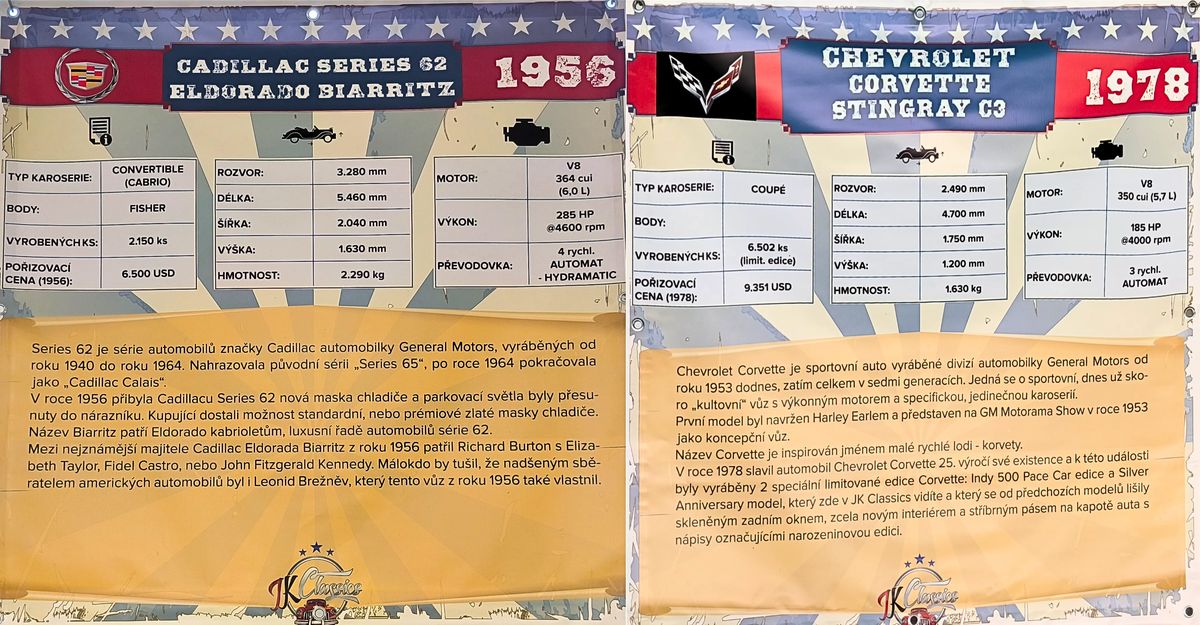 CADILLAC SERIES 62
ELDORADO BIARRITZ
1956
TYP KAROSERIE: CONVERTIBLE (CABRIO)
BODY: FISHER
VYROBENÝCH KS: 2.150 ks
POŘIZOVACÍ CENA (1956): 6.500 USD
ROZVOR: 3.280 mm
DÉLKA: 5.460 mm
ŠÍŘKA: 2.040 mm
VÝŠKA: 1.630 mm
HMOTNOST: 2.290 kg
MOTOR: V8 364 cui (6,0 L)
VÝKON: 285 HP @4600 rpm
PŘEVODOVKA: 4 rychl. AUTOMAT - HYDRAMATIC
Series 62 je série automobilů značky Cadillac automobilky General Motors, vyráběných od
roku 1940 do roku 1964. Nahrazovala původní sérii „Series 65“, po roce 1964 pokračovala
jako „Cadillac Calais“.
V roce 1956 přibyla Cadillacu Series 62 nová maska chladiče a parkovací světla byly přesu-
nuty do nárazníku. Kupující dostali možnost standardní, nebo prémiové zlaté masky chladiče.
Název Biarritz patří Eldorado kabrioletům, luxusní řadě automobilů série 62.
Mezi nejznámější majitele Cadillac Eldorada Biarritz z roku 1956 patřil Richard Burton s Eliza-
beth Taylor, Fidel Castro, nebo John Fitzgerald Kennedy. Málokdo by tušil, že nadšeným sbě-
ratelem amerických automobilů byl i Leonid Brežněv, který tento vůz z roku 1956 také vlastnil.
JK Classics
CHEVROLET
CORVETTE
STINGRAY C3
1978
TYP KAROSERIE: COUPÉ
BODY:
VYROBENÝCH KS: 6.502 ks (limit. edice)
POŘIZOVACÍ CENA (1978): 9.351 USD
ROZVOR: 2.490 mm
DÉLKA: 4.700 mm
ŠÍŘKA: 1.750 mm
VÝŠKA: 1.200 mm
HMOTNOST: 1.630 kg
MOTOR: V8 350 cui (5,7 L)
VÝKON: 185 HP @4000 rpm
PŘEVODOVKA: 3 rychl. AUTOMAT
Chevrolet Corvette je sportovní auto vyráběné divizí automobilky General Motors od
roku 1953 dodnes, zatím celkem v sedmi generacích. Jedná se o sportovní, dnes už sko-
ro „kultovní“ vůz s výkonným motorem a specifickou, jedinečnou karoserií.
První model byl navržen Harley Earlem a představen na GM Motorama Show v roce 1953
jako koncepční vůz.
Název Corvette je inspirován jménem malé rychlé lodi - korvety.
V roce 1978 slavil automobil Chevrolet Corvette 25. výročí své existence a k této události
byly vyráběny 2 speciální limitované edice Corvette: Indy 500 Pace Car edice a Silver
Anniversary model, který zde v JK Classics vidíte a který se od předchozích modelů lišily
skleněným zadním oknem, zcela novým interiérem a stříbrným pásem na kapotě auta s
nápisy označujícími narozeninovou edici.
JK Classics